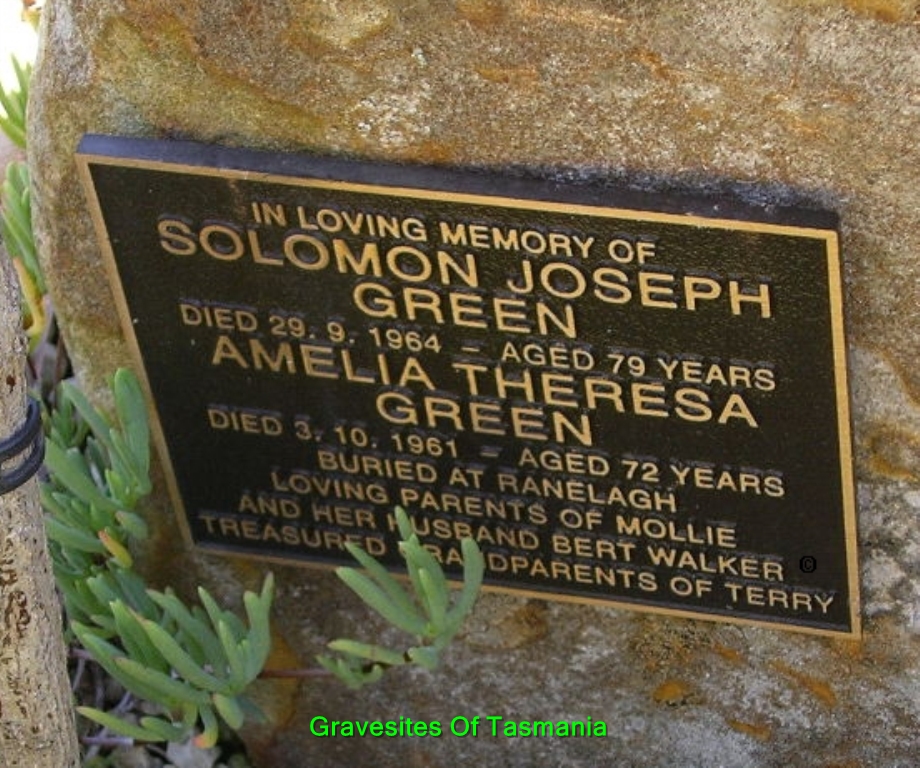 IN LOVING MEMORY OF
SOLOMON JOSEPH
GREEN
DIED 29. 9. 1964 – AGED 79 YEARS
AMELIA THERESA
GREEN
DIED 3. 10. 1961 – AGED 72 YEARS
BURIED AT RANELAGH
LOVING PARENTS OF MOLLIE
AND HER HUSBAND BERT WALKER
TREASURED GRANDPARENTS OF TERRY
©
Gravesites Of Tasmania